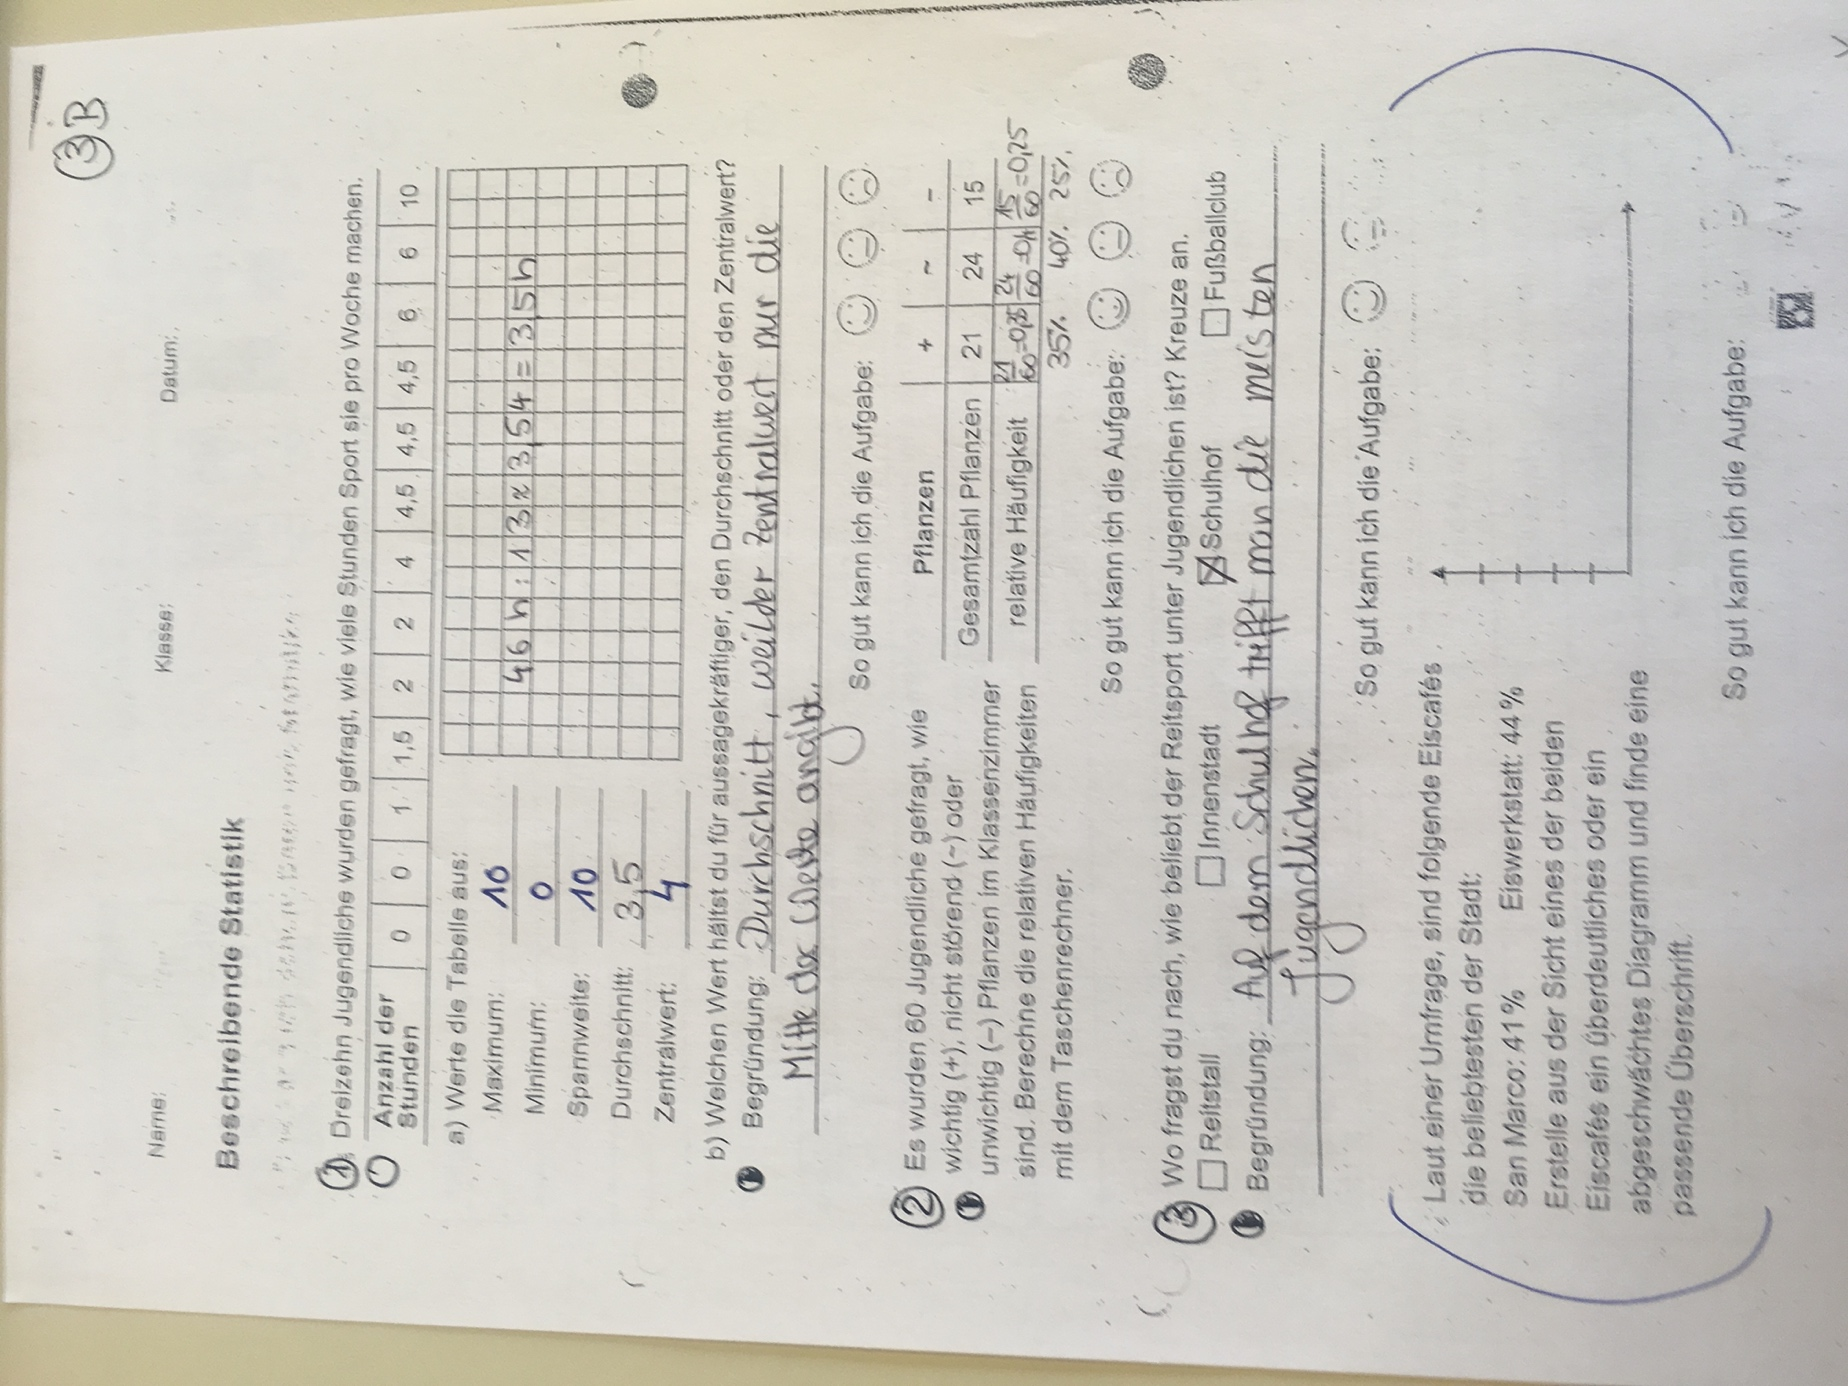 ③B
Name: Klasse: Datum:
Beschreibende Statistik
① Dreizehn Jugendliche wurden gefragt, wie viele Stunden Sport sie pro Woche machen.
Anzahl der Stunden 0 0 1 1,5 2 2 4 4,5 4,5 4,5 6 6 10
a) Werte die Tabelle aus:
Maximum: 10
Minimum: 0
46 h : 13 ≈ 3,54 = 3,5 h
Spannweite: 10
Durchschnitt: 3,5
Zentralwert: 4
b) Welchen Wert hältst du für aussagekräftiger, den Durchschnitt oder den Zentralwert?
Begründung: Durchschnitt, weil der Zentralwert nur die
Mitte der Werte angibt.
So gut kann ich die Aufgabe:
② Es wurden 60 Jugendliche gefragt, wie
wichtig (+), nicht störend (~) oder
unwichtig (–) Pflanzen im Klassenzimmer
sind. Berechne die relativen Häufigkeiten
mit dem Taschenrechner.
Pflanzen + ~ –
Gesamtzahl Pflanzen 21 24 15
relative Häufigkeit 21/60 =0,35 24/60 =0,4 15/60 =0,25
35% 40% 25%
So gut kann ich die Aufgabe:
③ Wo fragst du nach, wie beliebt der Reitsport unter Jugendlichen ist? Kreuze an.
☐ Reitstall ☐ Innenstadt ☒ Schulhof ☐ Fußballclub
Begründung: Auf dem Schulhof trifft man die meisten
Jugendlichen.
So gut kann ich die Aufgabe:
Laut einer Umfrage, sind folgende Eiscafés
die beliebtesten der Stadt:
San Marco: 41% Eiswerkstatt: 44%
Erstelle aus der Sicht eines der beiden
Eiscafés ein überdeutliches oder ein
abgeschwächtes Diagramm und finde eine
passende Überschrift.
So gut kann ich die Aufgabe: